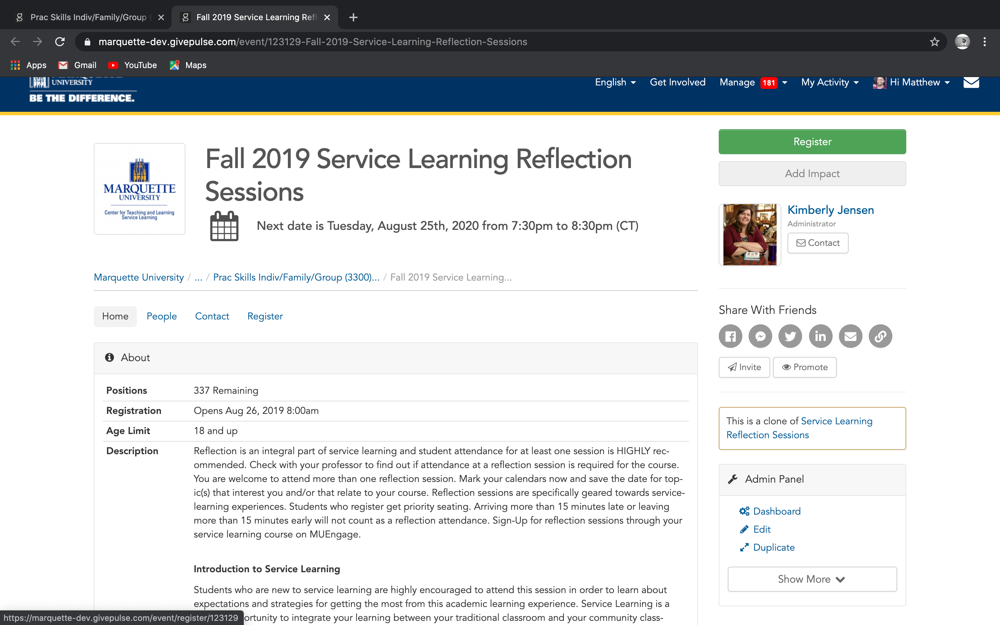 Prac Skills Indiv/Family/Group
Fall 2019 Service Learning Refl
marquette-dev.givepulse.com/event/123129-Fall-2019-Service-Learning-Reflection-Sessions
Apps Gmail YouTube Maps
UNIVERSITY
BE THE DIFFERENCE.
English Get Involved Manage 181 My Activity Hi Matthew
MARQUETTE
UNIVERSITY
Center for Teaching and Learning
Service Learning
Fall 2019 Service Learning Reflection
Sessions
Next date is Tuesday, August 25th, 2020 from 7:30pm to 8:30pm (CT)
Marquette University / ... / Prac Skills Indiv/Family/Group (3300)... / Fall 2019 Service Learning...
Home People Contact Register
About
Positions 337 Remaining
Registration Opens Aug 26, 2019 8:00am
Age Limit 18 and up
Description Reflection is an integral part of service learning and student attendance for at least one session is HIGHLY rec-
ommended. Check with your professor to find out if attendance at a reflection session is required for the course.
You are welcome to attend more than one reflection session. Mark your calendars now and save the date for top-
ic(s) that interest you and/or that relate to your course. Reflection sessions are specifically geared towards service-
learning experiences. Students who register get priority seating. Arriving more than 15 minutes late or leaving
more than 15 minutes early will not count as a reflection attendance. Sign-Up for reflection sessions through your
service learning course on MUEngage.
Introduction to Service Learning
Students who are new to service learning are highly encouraged to attend this session in order to learn about
expectations and strategies for getting the most from this academic learning experience. Service Learning is a
ortunity to integrate your learning between your traditional classroom and your community class-
Register
Add Impact
Kimberly Jensen
Administrator
Contact
Share With Friends
Invite Promote
This is a clone of Service Learning
Reflection Sessions
Admin Panel
Dashboard
Edit
Duplicate
Show More
https://marquette-dev.givepulse.com/event/register/123129